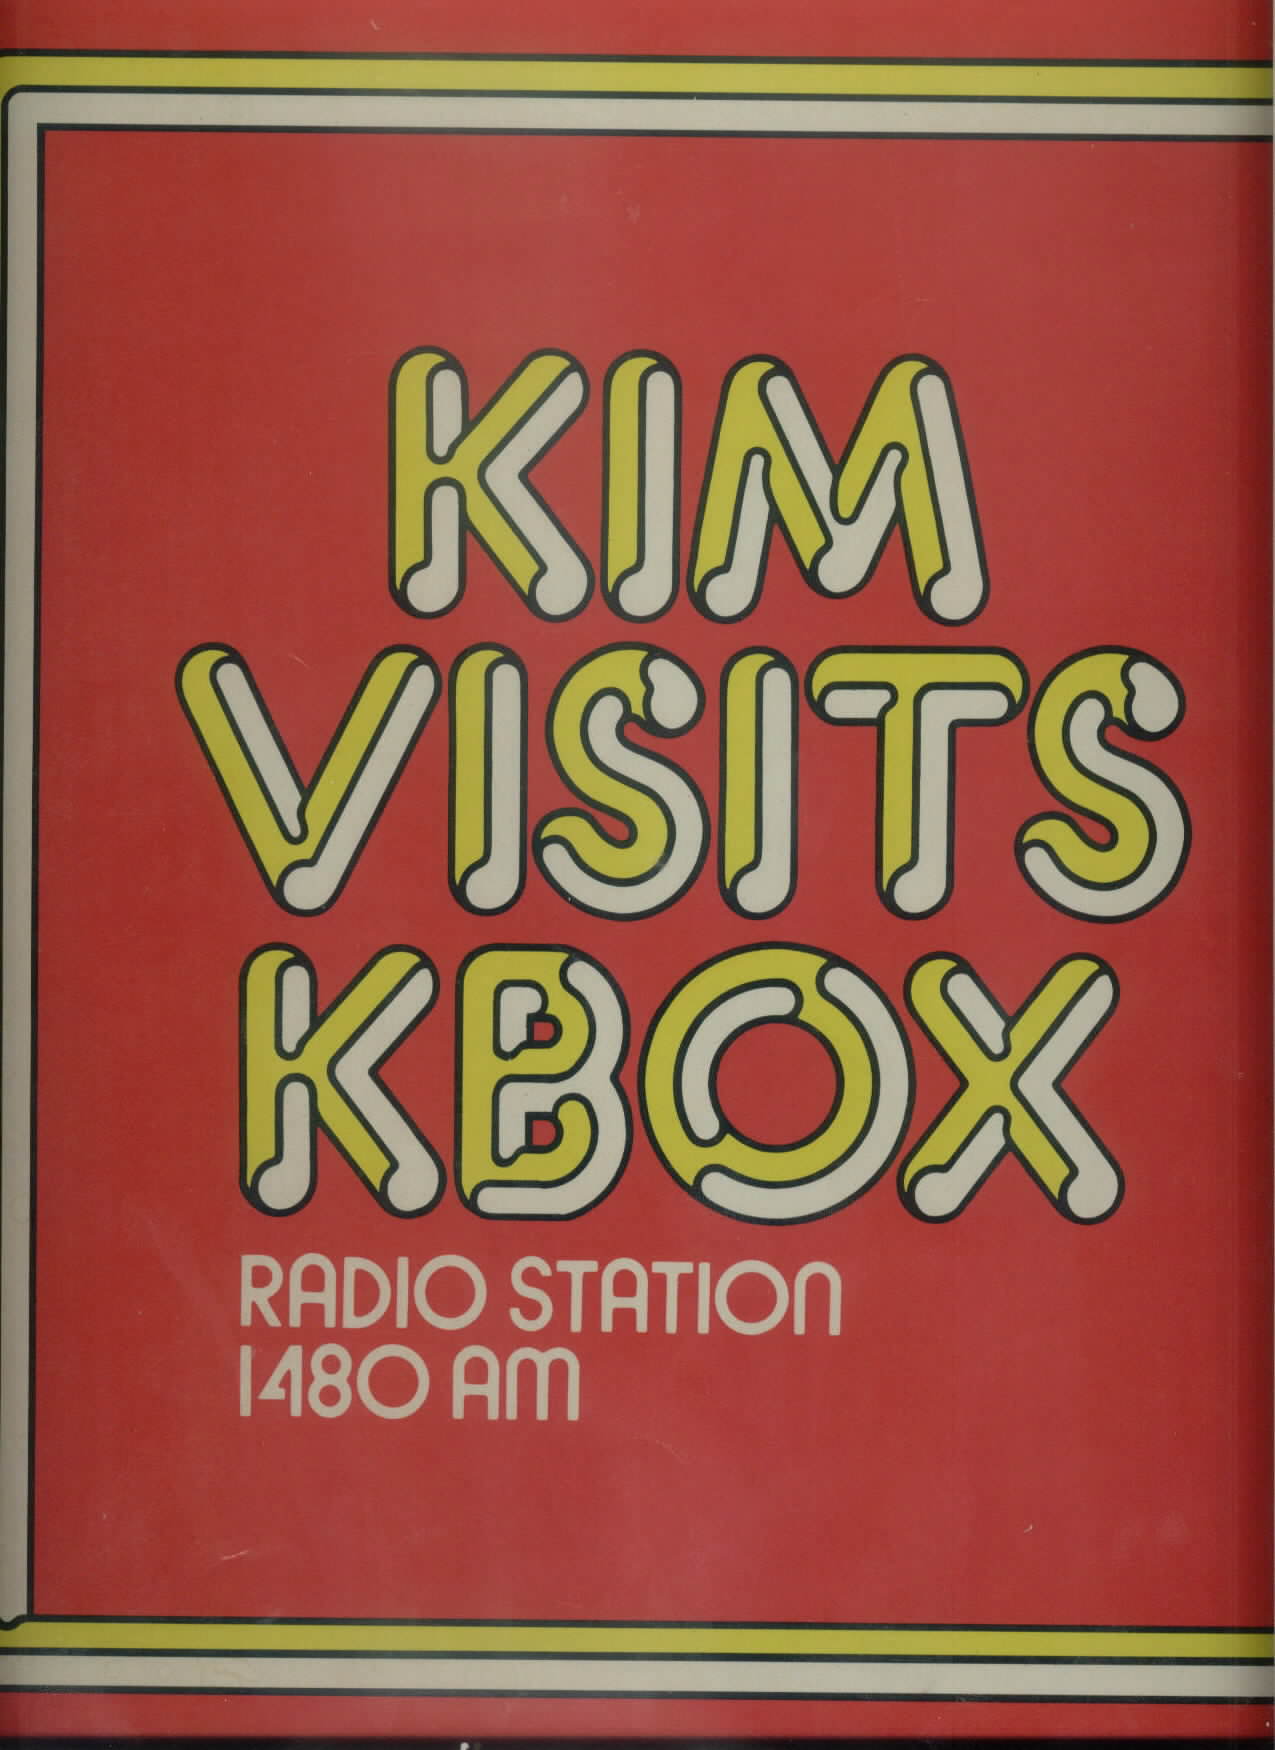 KIM
VISITS
KBOX
RADIO STATION
1480 AM